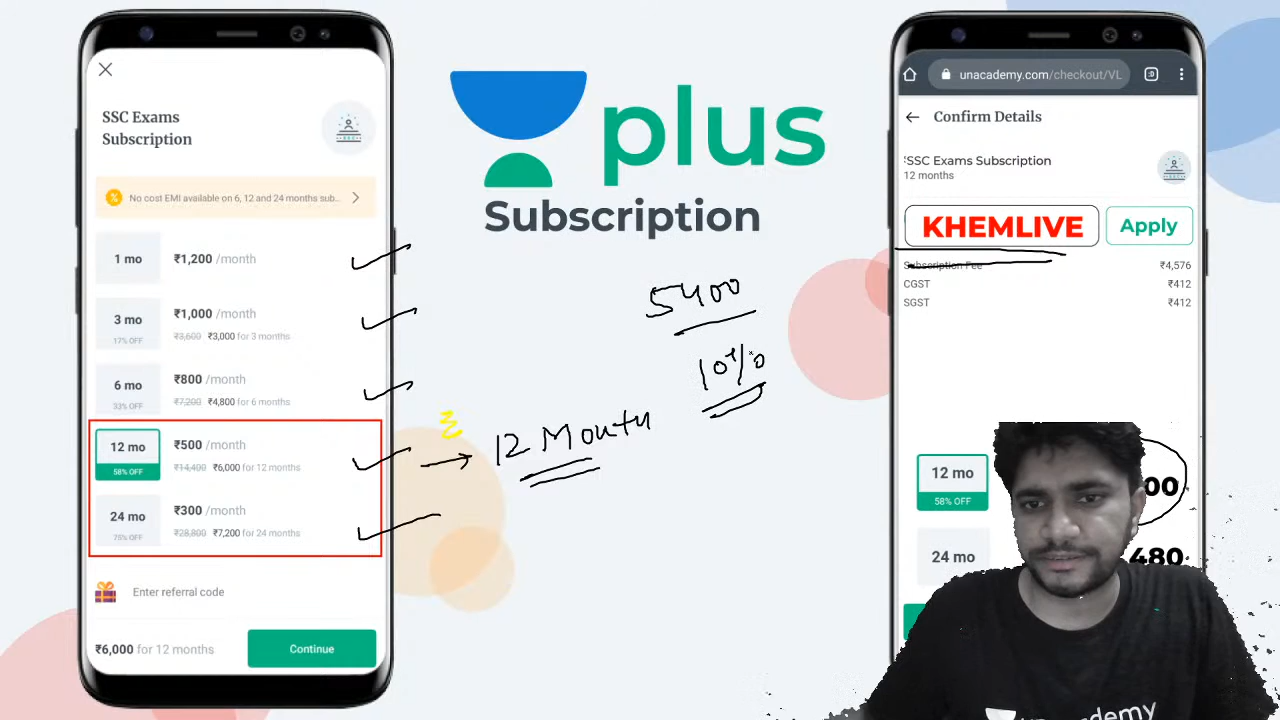 SSC Exams
Subscription
No cost EMI available on 6, 12 and 24 months sub..
1 mo
₹1,200 /month
3 mo
17% OFF
₹1,000 /month
₹3,600 ₹3,000 for 3 months
6 mo
33% OFF
₹800 /month
₹7,200 ₹4,800 for 6 months
12 mo
58% OFF
₹500 /month
₹14,400 ₹6,000 for 12 months
24 mo
75% OFF
₹300 /month
₹28,800 ₹7,200 for 24 months
Enter referral code
₹6,000 for 12 months
Continue
plus
Subscription
5400
10%
12 Month
unacademy.com/checkout/VL
Confirm Details
'SSC Exams Subscription
12 months
KHEMLIVE
Apply
Subscription Fee
₹4,576
CGST
₹412
SGST
₹412
12 mo
58% OFF
00
24 mo
480